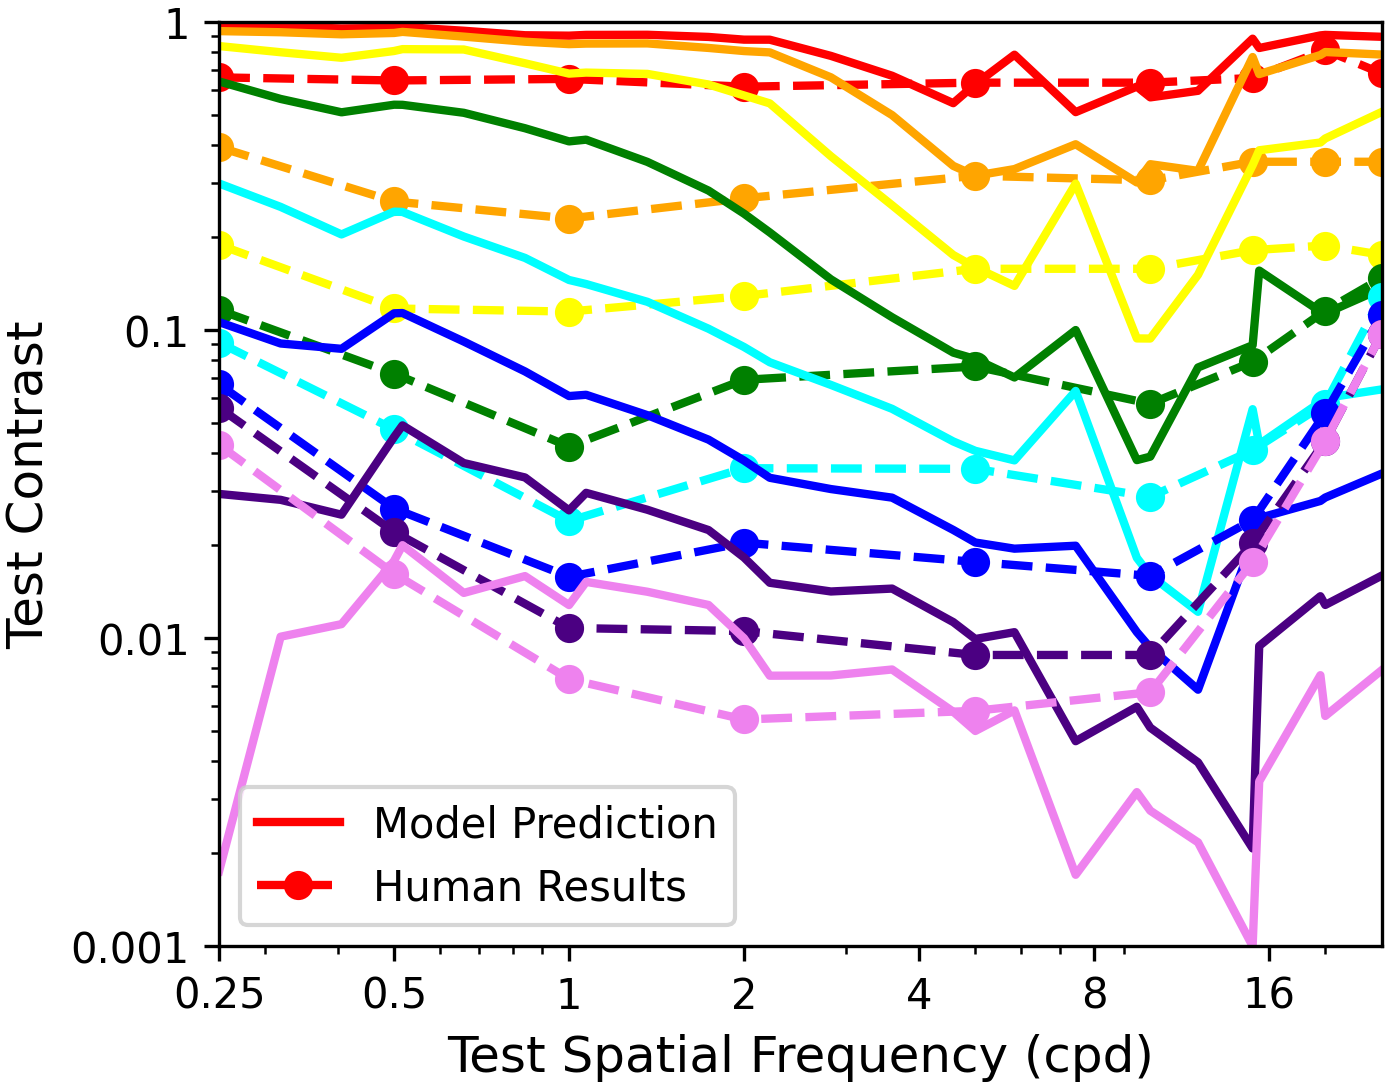 1
0.1
0.01
0.001
Test Contrast
Model Prediction
Human Results
0.25 0.5 1 2 4 8 16
Test Spatial Frequency (cpd)